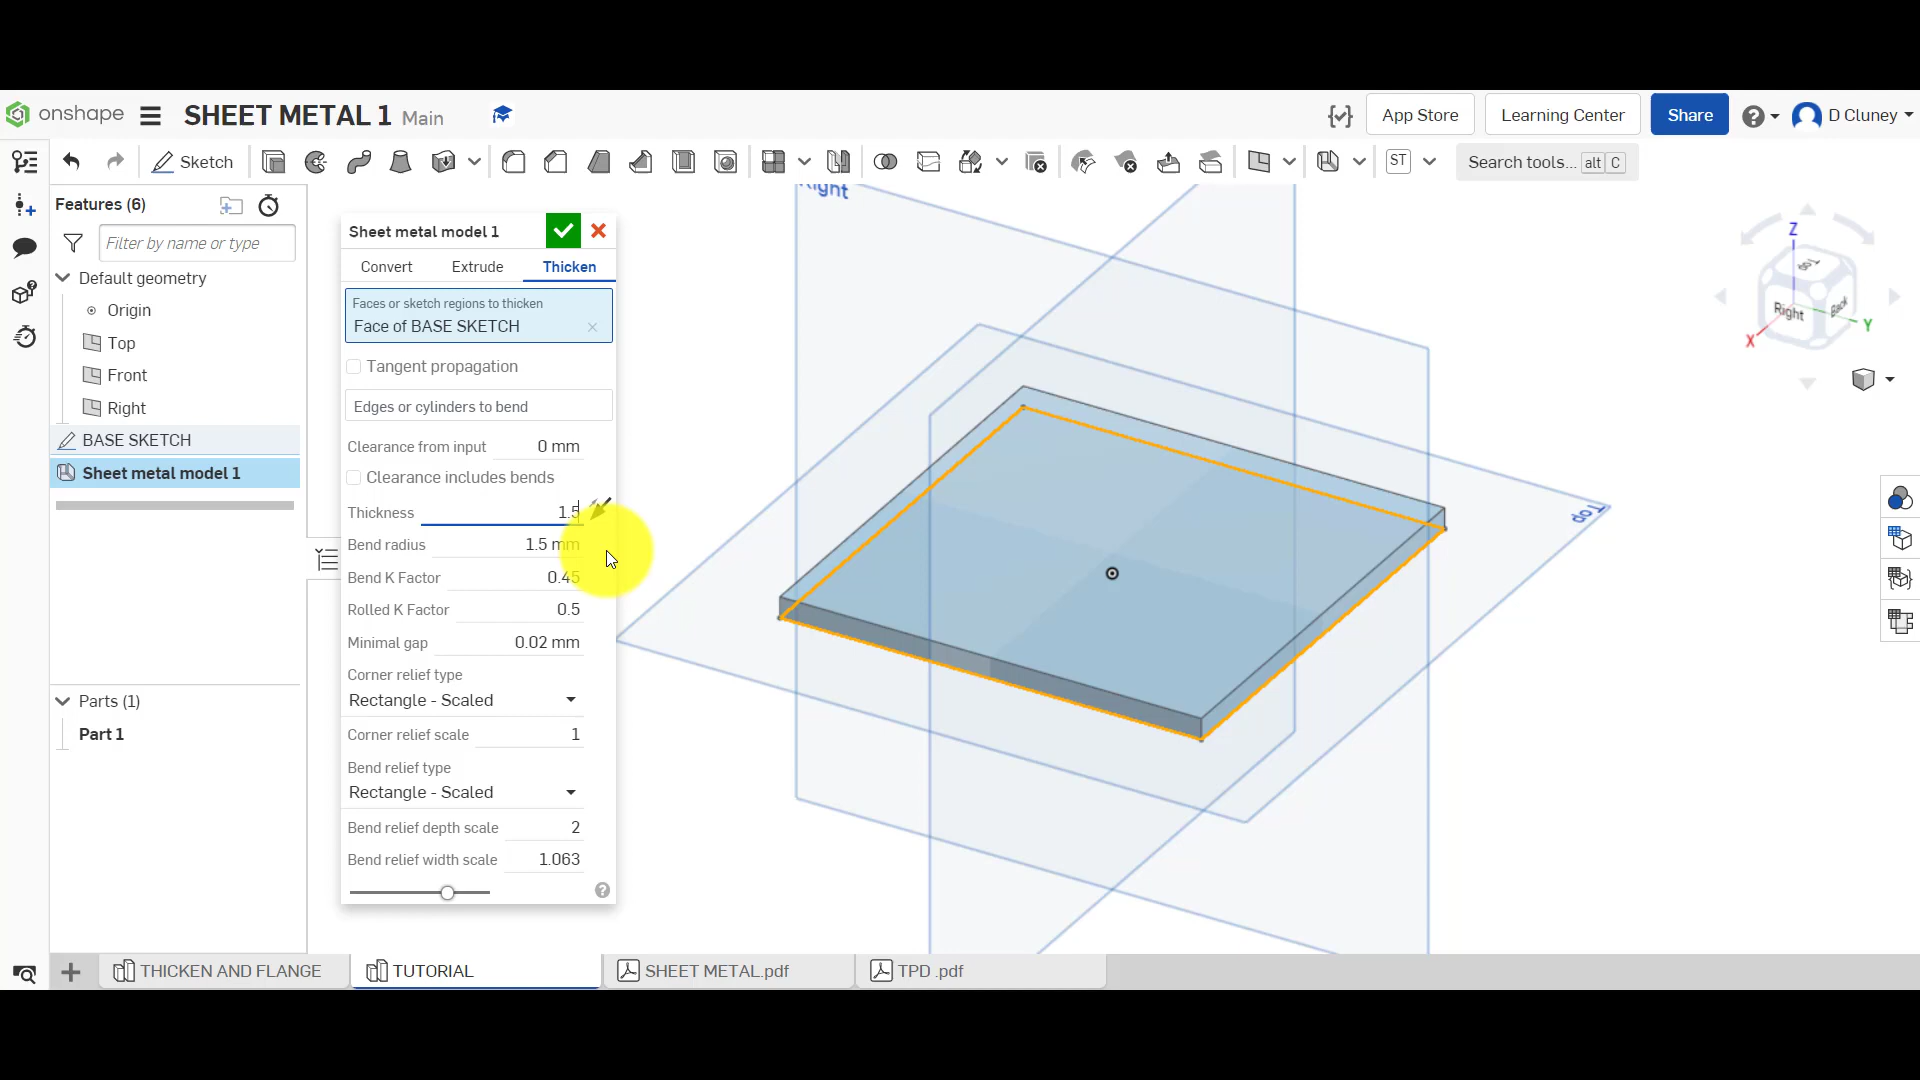 onshape
SHEET METAL 1 Main
App Store
Learning Center
Share
D Cluney
Sketch
ST
Search tools... alt C
Features (6)
Filter by name or type
Default geometry
Origin
Top
Front
Right
BASE SKETCH
Sheet metal model 1
Parts (1)
Part 1
Sheet metal model 1
Convert Extrude Thicken
Faces or sketch regions to thicken
Face of BASE SKETCH
Tangent propagation
Edges or cylinders to bend
Clearance from input 0 mm
Clearance includes bends
Thickness 1.5
Bend radius 1.5 mm
Bend K Factor 0.45
Rolled K Factor 0.5
Minimal gap 0.02 mm
Corner relief type
Rectangle - Scaled
Corner relief scale 1
Bend relief type
Rectangle - Scaled
Bend relief depth scale 2
Bend relief width scale 1.063
Right
Top
Z
Top
Right
Back
X
Y
THICKEN AND FLANGE
TUTORIAL
SHEET METAL.pdf
TPD .pdf